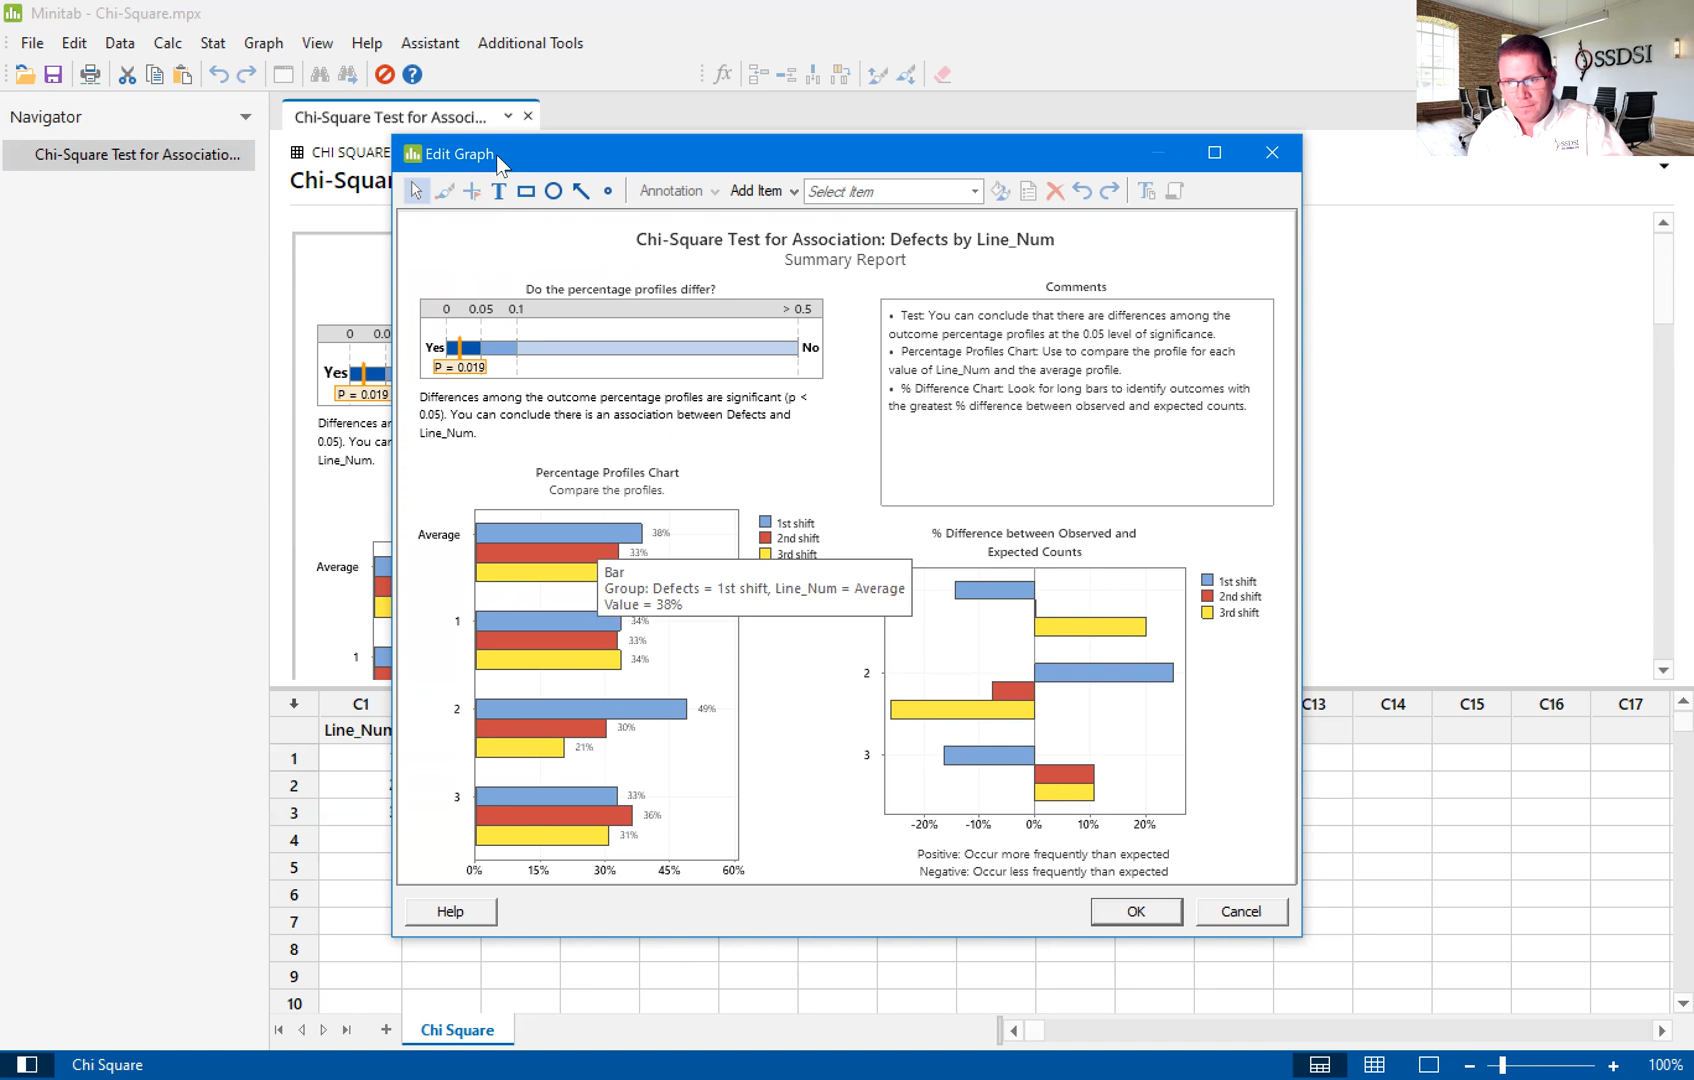 Minitab - Chi-Square.mpx
File Edit Data Calc Stat Graph View Help Assistant Additional Tools
SSDSI
SSDSI
Navigator
Chi-Square Test for Associatio...
Chi-Square Test for Associ...
CHI SQUARE
Chi-Squar
0 0.0
Yes
P = 0.019
Differences ar
0.05). You can
Line_Num.
Average
1
Edit Graph
T
Annotation
Add Item
Select Item
Chi-Square Test for Association: Defects by Line_Num
Summary Report
Do the percentage profiles differ?
0 0.05 0.1 > 0.5
Yes No
P = 0.019
Differences among the outcome percentage profiles are significant (p <
0.05). You can conclude there is an association between Defects and
Line_Num.
Comments
• Test: You can conclude that there are differences among the
outcome percentage profiles at the 0.05 level of significance.
• Percentage Profiles Chart: Use to compare the profile for each
value of Line_Num and the average profile.
• % Difference Chart: Look for long bars to identify outcomes with
the greatest % difference between observed and expected counts.
Percentage Profiles Chart
Compare the profiles.
Average
38%
33%
1
34%
33%
34%
2
49%
30%
21%
3
33%
36%
31%
0% 15% 30% 45% 60%
1st shift
2nd shift
3rd shift
Bar
Group: Defects = 1st shift, Line_Num = Average
Value = 38%
% Difference between Observed and
Expected Counts
2
3
-20% -10% 0% 10% 20%
1st shift
2nd shift
3rd shift
Positive: Occur more frequently than expected
Negative: Occur less frequently than expected
Help
OK
Cancel
C1 C13 C14 C15 C16 C17
Line_Num
1
2
3
4
5
6
7
8
9
10
Chi Square
Chi Square
100%